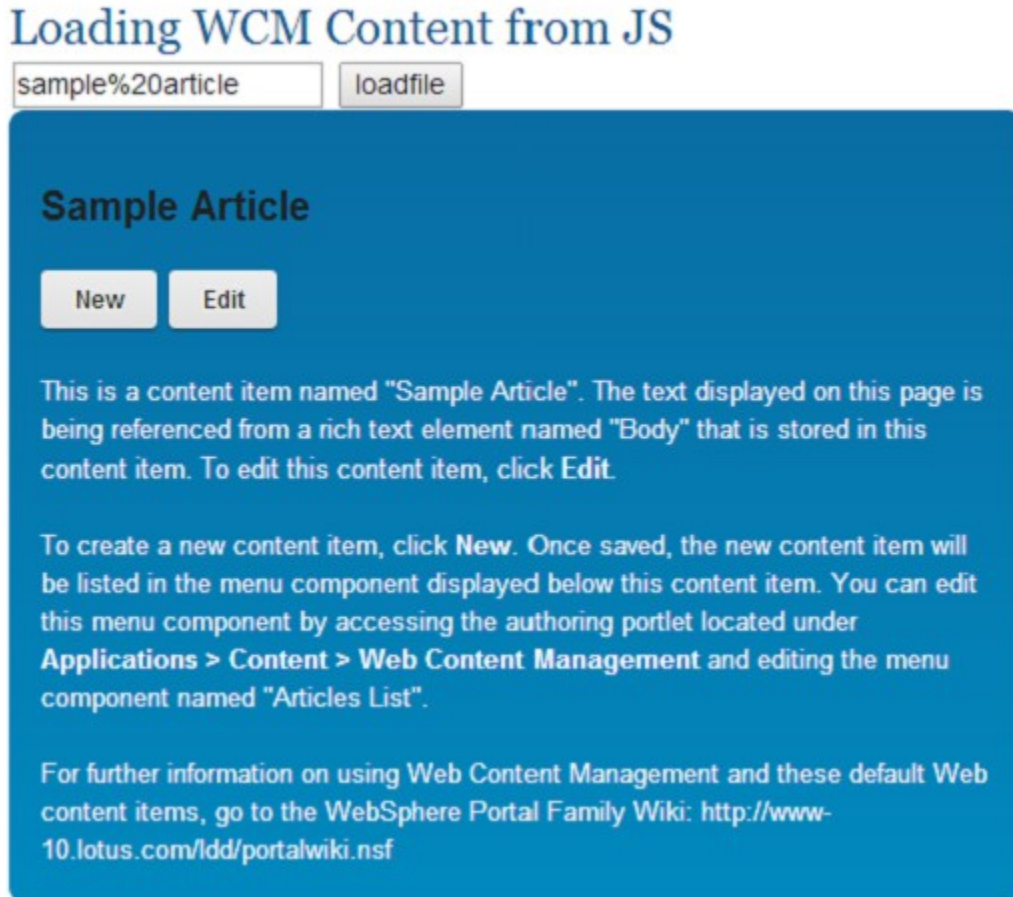 Loading WCM Content from JS
sample%20article loadfile
Sample Article
New Edit
This is a content item named "Sample Article". The text displayed on this page is
being referenced from a rich text element named "Body" that is stored in this
content item. To edit this content item, click Edit.
To create a new content item, click New. Once saved, the new content item will
be listed in the menu component displayed below this content item. You can edit
this menu component by accessing the authoring portlet located under
Applications > Content > Web Content Management and editing the menu
component named "Articles List".
For further information on using Web Content Management and these default Web
content items, go to the WebSphere Portal Family Wiki: http://www-
10.lotus.com/ldd/portalwiki.nsf